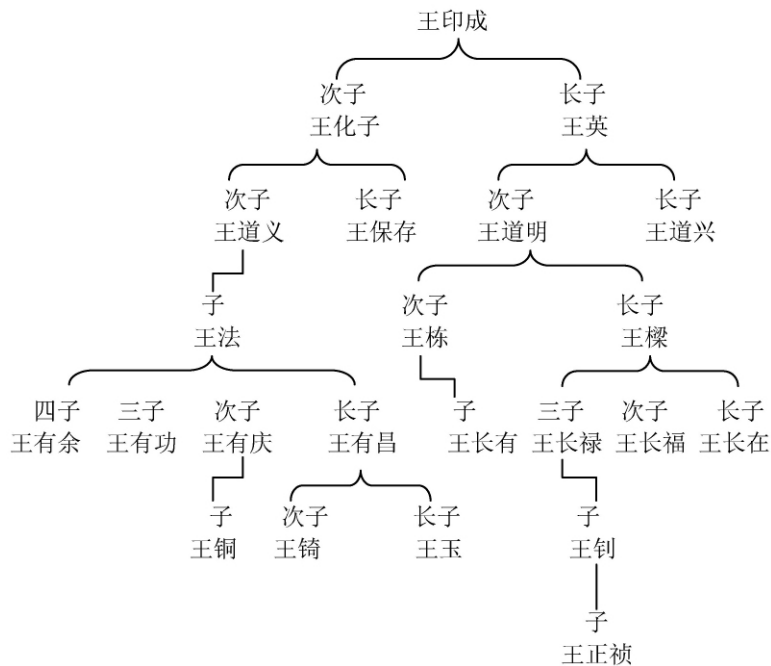 王印成
次子 长子
王化子 王英
次子 长子 次子 长子
王道义 王保存 王道明 王道兴
子 次子 长子
王法 王栋 王樑
四子 三子 次子 长子 子 三子 次子 长子
王有余 王有功 王有庆 王有昌 王长有 王长禄 王长福 王长在
子 次子 长子 子
王铜 王锜 王玉 王钊
子
王正祯